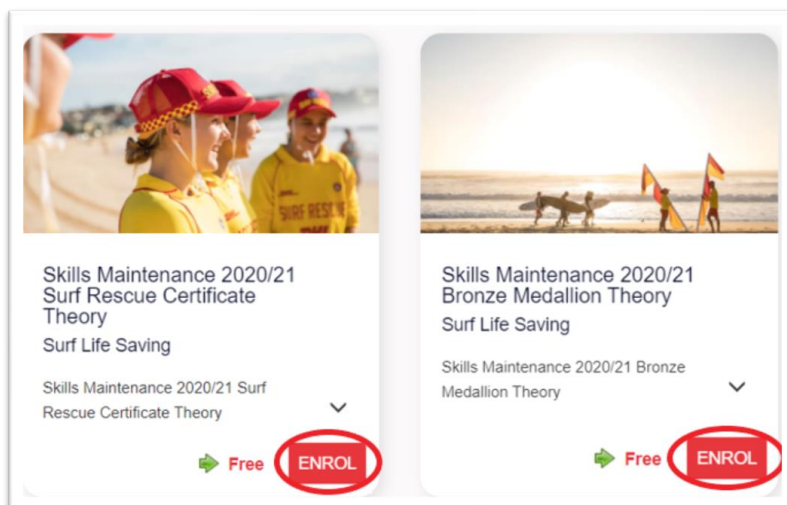 SURF RESCUE
Skills Maintenance 2020/21
Surf Rescue Certificate
Theory
Surf Life Saving
Skills Maintenance 2020/21 Surf
Rescue Certificate Theory
Free
ENROL
Skills Maintenance 2020/21
Bronze Medallion Theory
Surf Life Saving
Skills Maintenance 2020/21 Bronze
Medallion Theory
Free
ENROL